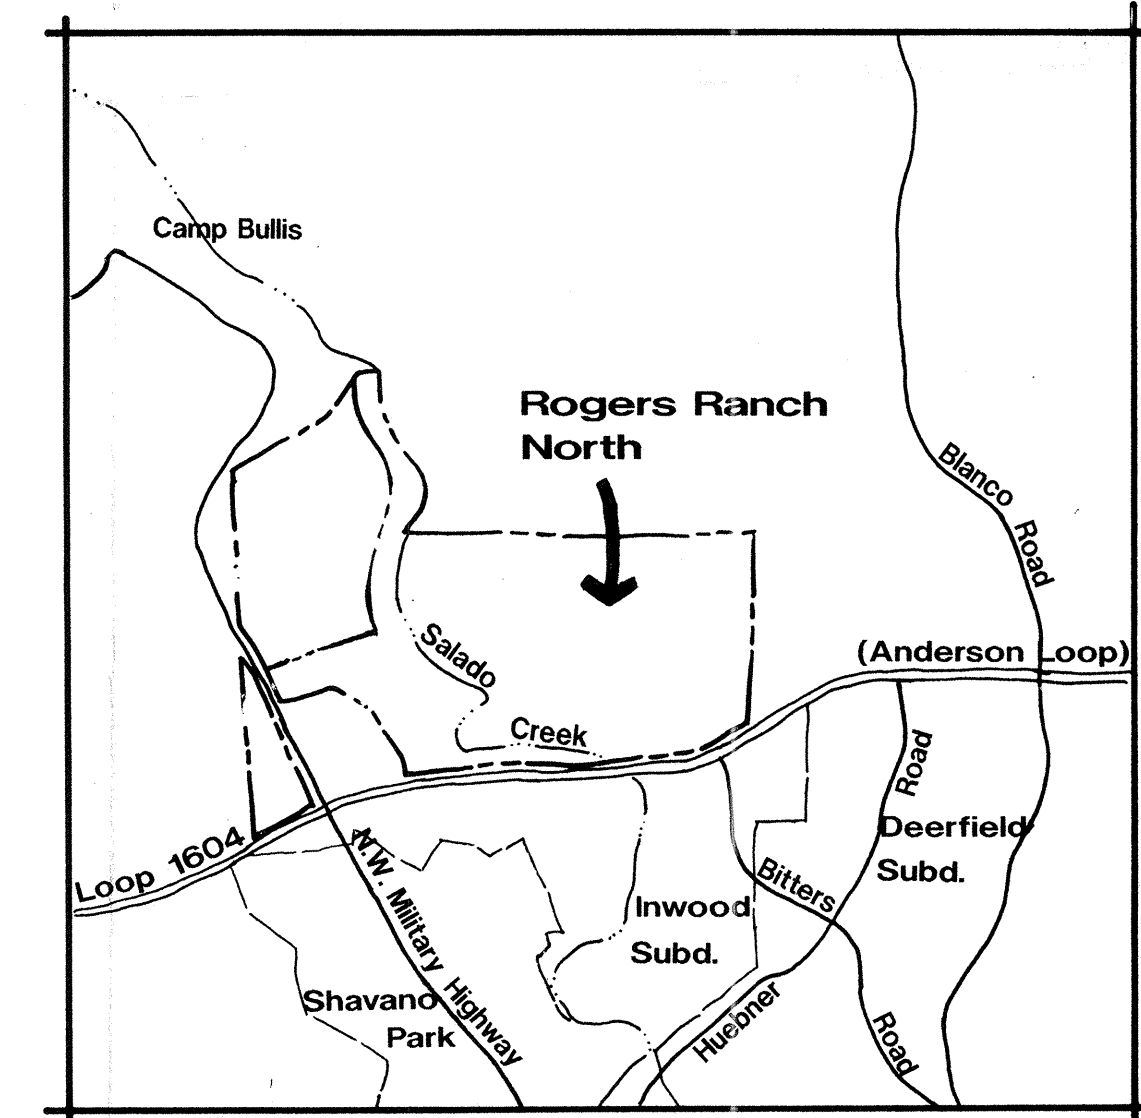 Camp Bullis
Rogers Ranch
North
Blanco Road
(Anderson Loop)
Salado
Creek
Road
Deerfield
Subd.
Loop 1604
N.W. Military Highway
Bitters
Inwood
Subd.
Shavano
Park
Huebner
Road